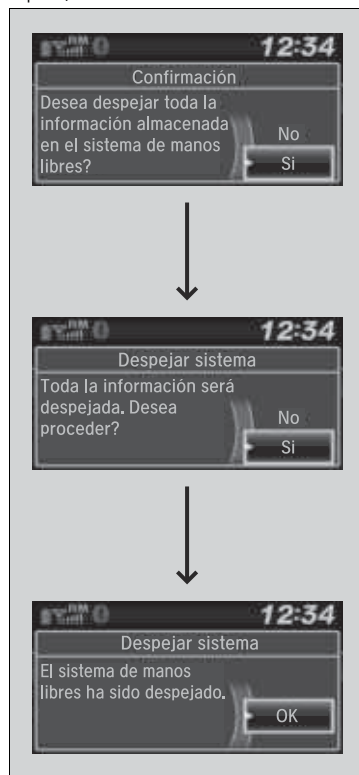 12:34
Confirmación
Desea despejar toda la
información almacenada
en el sistema de manos
libres?
No
Si
12:34
Despejar sistema
Toda la información será
despejada. Desea
proceder?
No
Si
12:34
Despejar sistema
El sistema de manos
libres ha sido despejado.
OK